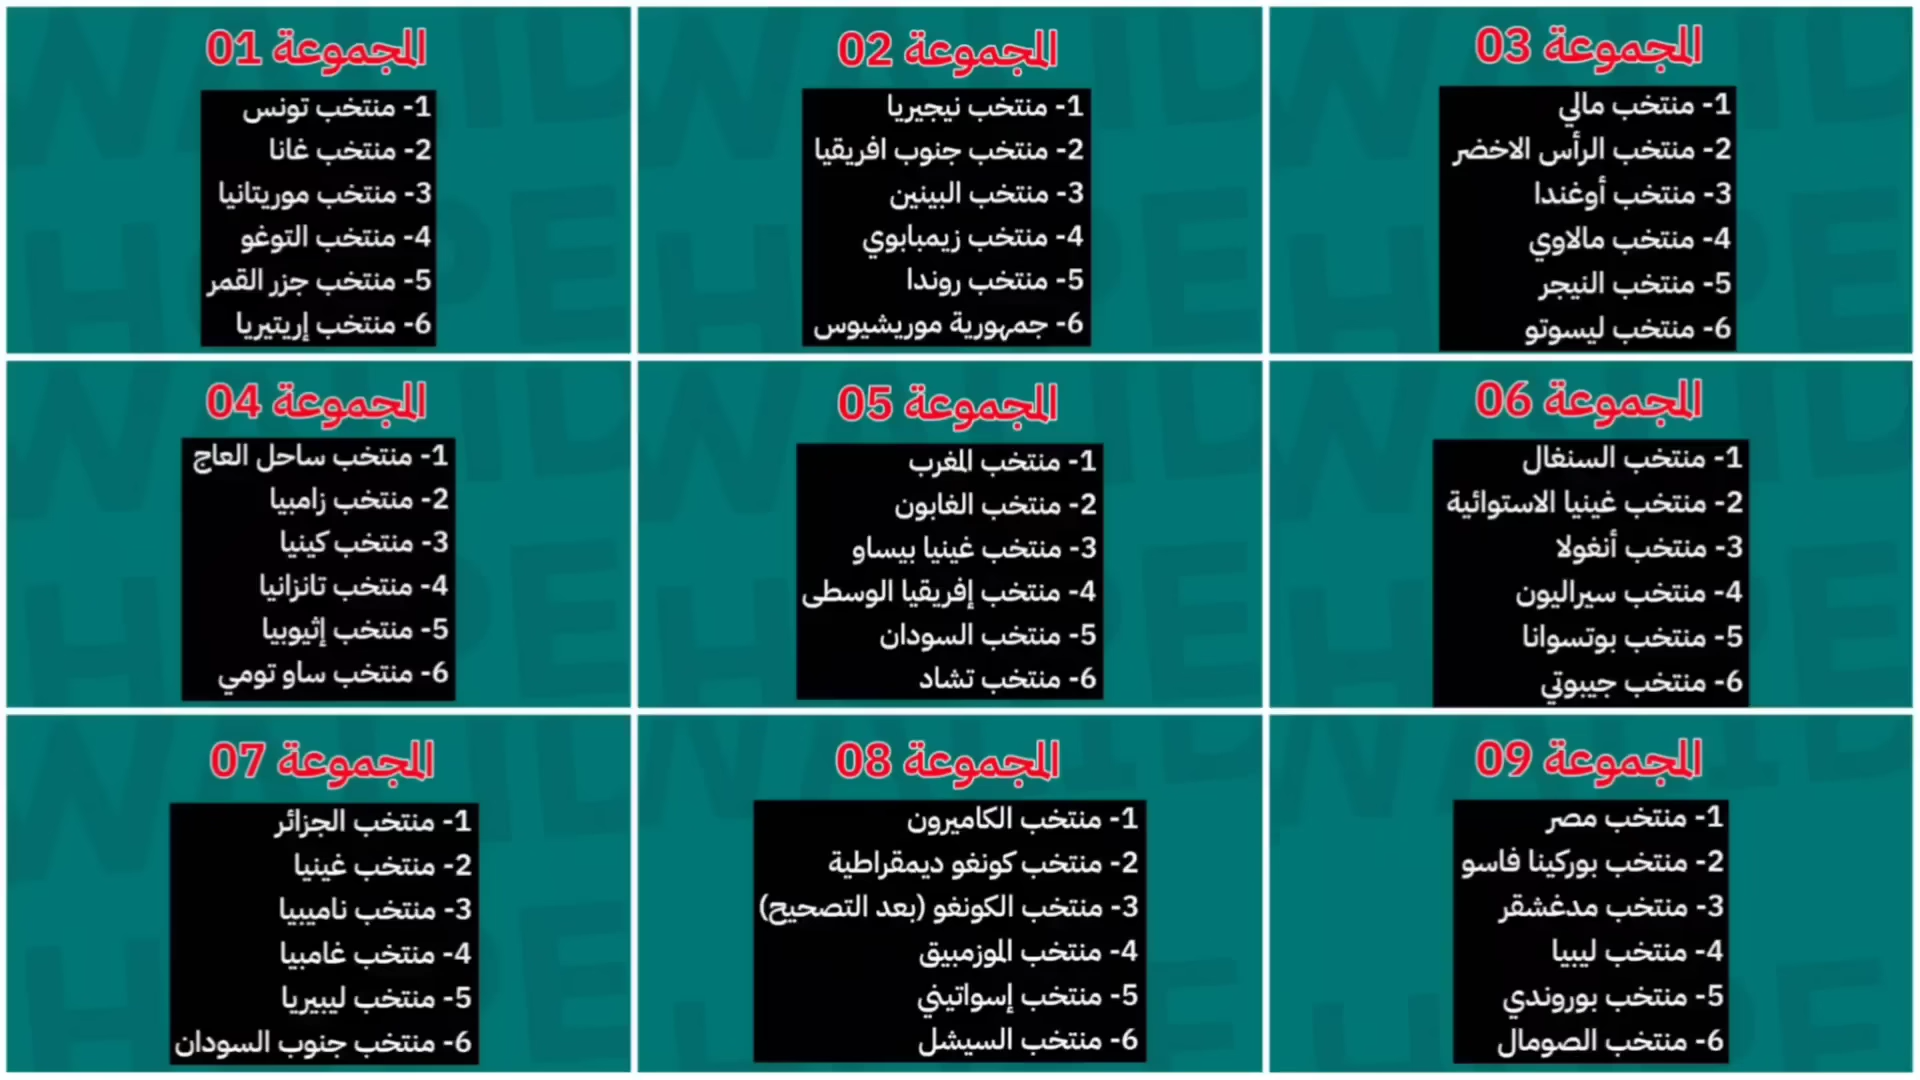 المجموعة 01
1- منتخب تونس
2- منتخب غانا
3- منتخب موريتانيا
4- منتخب التوغو
5- منتخب جزر القمر
6- منتخب إريتيريا
المجموعة 02
1- منتخب نيجيريا
2- منتخب جنوب افريقيا
3- منتخب البينين
4- منتخب زيمبابوي
5- منتخب روندا
6- جمهورية موريشيوس
المجموعة 03
1- منتخب مالي
2- منتخب الرأس الاخضر
3- منتخب أوغندا
4- منتخب مالاوي
5- منتخب النيجر
6- منتخب ليسوتو
المجموعة 04
1- منتخب ساحل العاج
2- منتخب زامبيا
3- منتخب كينيا
4- منتخب تانزانيا
5- منتخب إثيوبيا
6- منتخب ساو تومي
المجموعة 05
1- منتخب المغرب
2- منتخب الغابون
3- منتخب غينيا بيساو
4- منتخب إفريقيا الوسطى
5- منتخب السودان
6- منتخب تشاد
المجموعة 06
1- منتخب السنغال
2- منتخب غينيا الاستوائية
3- منتخب أنغولا
4- منتخب سيراليون
5- منتخب بوتسوانا
6- منتخب جيبوتي
المجموعة 07
1- منتخب الجزائر
2- منتخب غينيا
3- منتخب ناميبيا
4- منتخب غامبيا
5- منتخب ليبيريا
6- منتخب جنوب السودان
المجموعة 08
1- منتخب الكاميرون
2- منتخب كونغو ديمقراطية
3- منتخب الكونغو (بعد التصحيح)
4- منتخب الموزمبيق
5- منتخب إسواتيني
6- منتخب السيشل
المجموعة 09
1- منتخب مصر
2- منتخب بوركينا فاسو
3- منتخب مدغشقر
4- منتخب ليبيا
5- منتخب بوروندي
6- منتخب الصومال